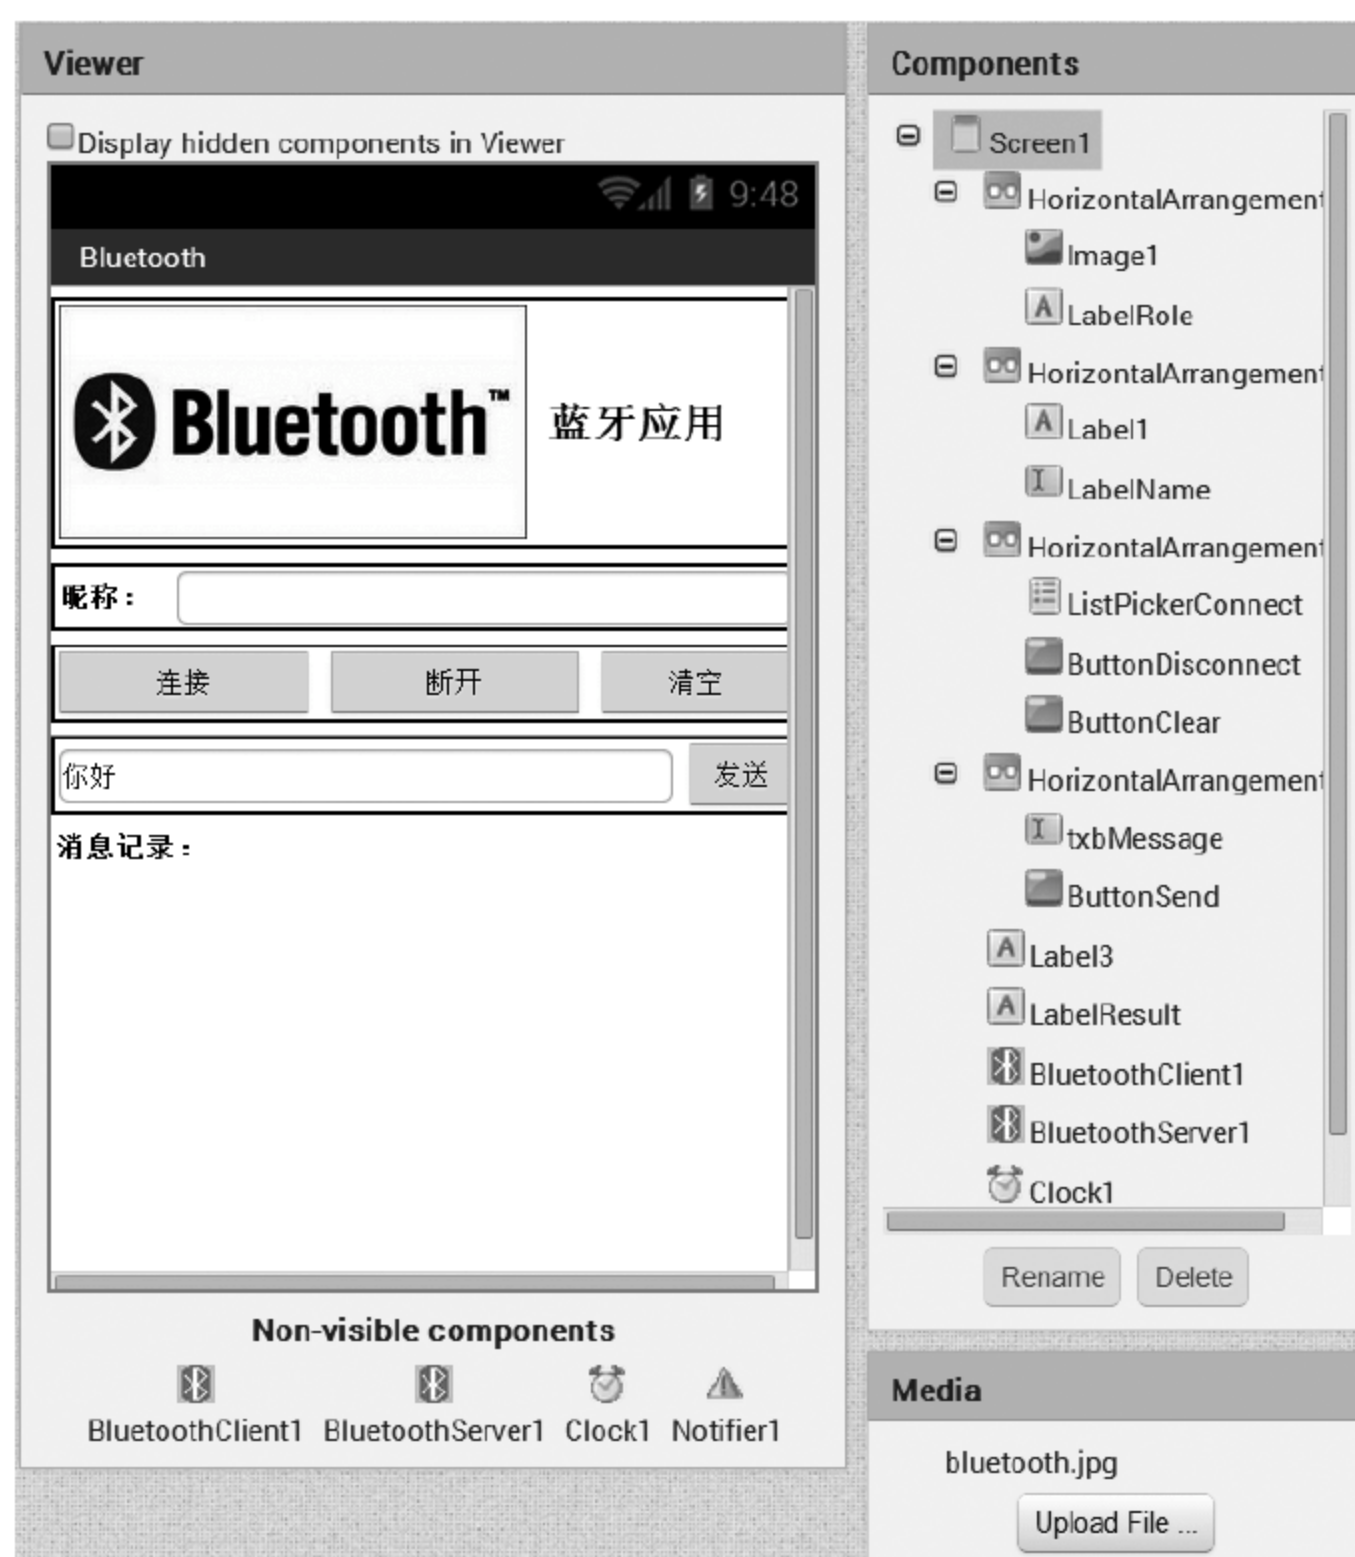 Viewer
Display hidden components in Viewer
9:48
Bluetooth
Bluetooth™
蓝牙应用
昵称：
连接
断开
清空
你好
发送
消息记录：
Non-visible components
BluetoothClient1
BluetoothServer1
Clock1
Notifier1
Components
Screen1
HorizontalArrangement
Image1
LabelRole
HorizontalArrangement
Label1
LabelName
HorizontalArrangement
ListPickerConnect
ButtonDisconnect
ButtonClear
HorizontalArrangement
txbMessage
ButtonSend
Label3
LabelResult
BluetoothClient1
BluetoothServer1
Clock1
Rename
Delete
Media
bluetooth.jpg
Upload File ...